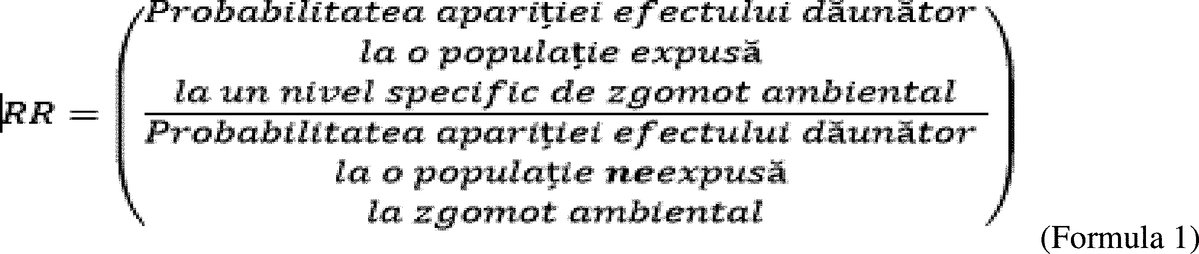 Probabilitatea apariției efectului dăunător
la o populație expusă
la un nivel specific de zgomot ambiental
RR =
Probabilitatea apariției efectului dăunător
la o populație neexpusă
la zgomot ambiental
(Formula 1)